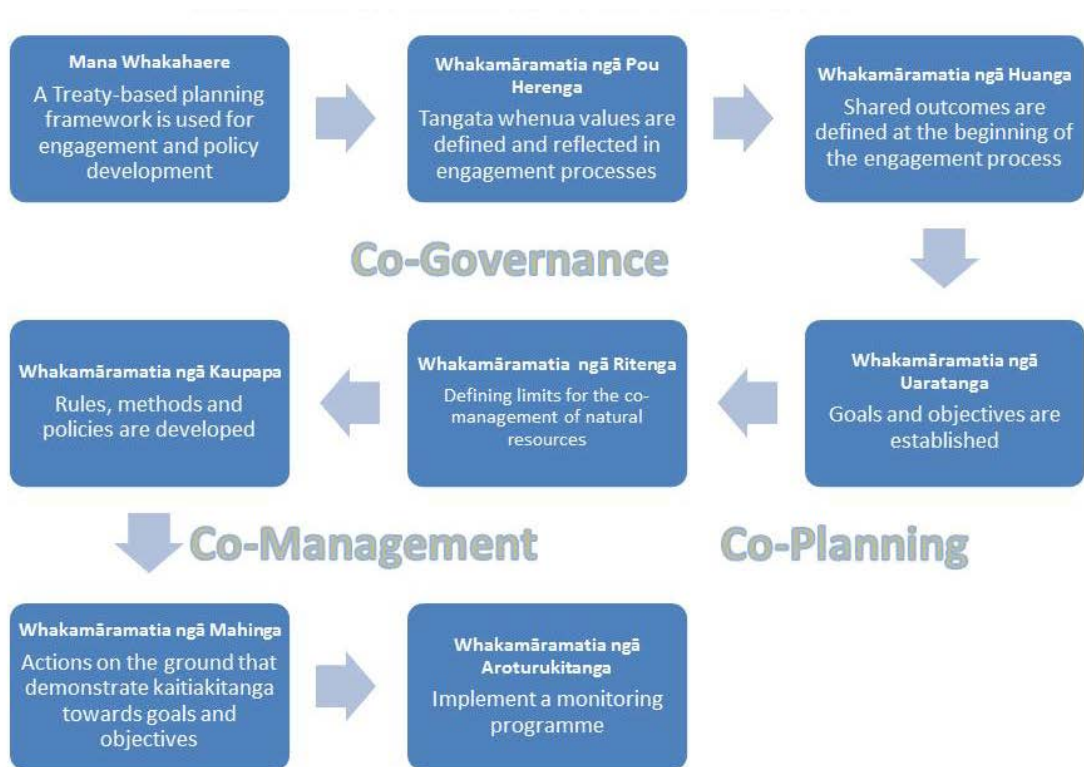 Mana Whakahaere
A Treaty-based planning
framework is used for
engagement and policy
development
Whakamāramatia ngā Pou
Herenga
Tangata whenua values are
defined and reflected in
engagement processes
Whakamāramatia ngā Huanga
Shared outcomes are
defined at the beginning of
the engagement process
Co-Governance
Whakamāramatia ngā
Uaratanga
Goals and objectives are
established
Whakamāramatia ngā Ritenga
Defining limits for the co-
management of natural
resources
Whakamāramatia ngā Kaupapa
Rules, methods and
policies are developed
Co-Management
Co-Planning
Whakamāramatia ngā Mahinga
Actions on the ground that
demonstrate kaitiakitanga
towards goals and
objectives
Whakamāramatia ngā
Aroturukitanga
Implement a monitoring
programme